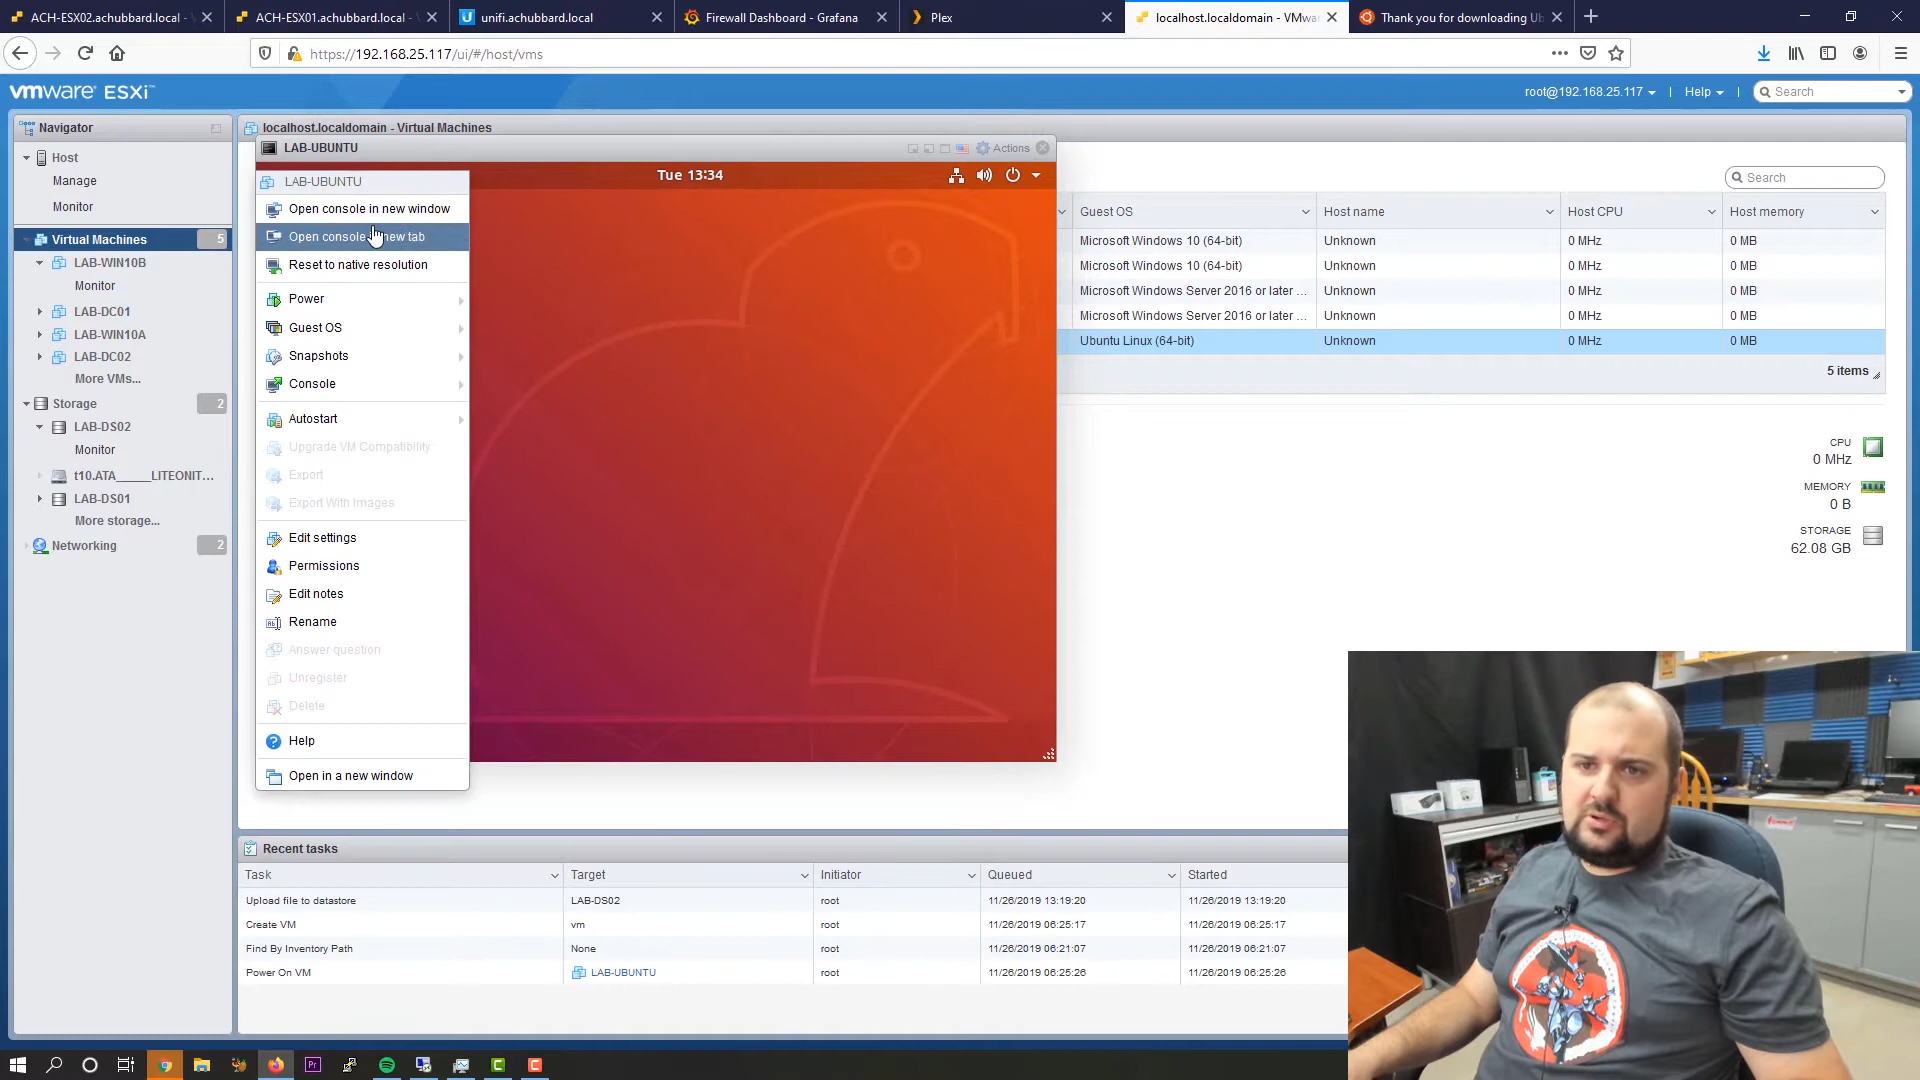 ACH-ESX02.achubbard.local -
ACH-ESX01.achubbard.local -
unifi.achubbard.local
Firewall Dashboard - Grafana
Plex
localhost.localdomain - VMwa
Thank you for downloading Ub
https://192.168.25.117/ui/#/host/vms
vmware ESXi™
root@192.168.25.117
Help
Search
Navigator
Host
Manage
Monitor
Virtual Machines 5
LAB-WIN10B
Monitor
LAB-DC01
LAB-WIN10A
LAB-DC02
More VMs...
Storage 2
LAB-DS02
Monitor
t10.ATA_____LITEONIT...
LAB-DS01
More storage...
Networking 2
localhost.localdomain - Virtual Machines
LAB-UBUNTU
Actions
Tue 13:34
LAB-UBUNTU
Open console in new window
Open console new tab
Reset to native resolution
Power
Guest OS
Snapshots
Console
Autostart
Upgrade VM Compatibility
Export
Export With Images
Edit settings
Permissions
Edit notes
Rename
Answer question
Unregister
Delete
Help
Open in a new window
Search
Guest OS Host name Host CPU Host memory
Microsoft Windows 10 (64-bit) Unknown 0 MHz 0 MB
Microsoft Windows 10 (64-bit) Unknown 0 MHz 0 MB
Microsoft Windows Server 2016 or later ... Unknown 0 MHz 0 MB
Microsoft Windows Server 2016 or later ... Unknown 0 MHz 0 MB
Ubuntu Linux (64-bit) Unknown 0 MHz 0 MB
5 items
CPU
0 MHz
MEMORY
0 B
STORAGE
62.08 GB
Recent tasks
Task Target Initiator Queued Started
Upload file to datastore LAB-DS02 root 11/26/2019 13:19:20 11/26/2019 13:19:20
Create VM vm root 11/26/2019 06:25:17 11/26/2019 06:25:17
Find By Inventory Path None root 11/26/2019 06:21:07 11/26/2019 06:21:07
Power On VM LAB-UBUNTU root 11/26/2019 06:25:26 11/26/2019 06:25:26
Pr